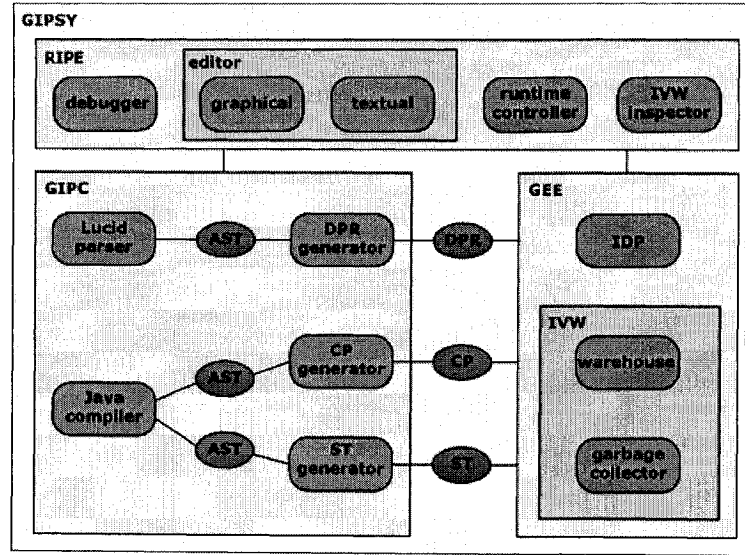 GIPSY
RIPE
debugger
editor
graphical
textual
runtime
controller
IVW
inspector
GIPC
Lucid
parser
AST
DPR
generator
DPR
GEE
IDP
Java
compiler
AST
CP
generator
CP
AST
ST
generator
ST
IVW
warehouse
garbage
collector